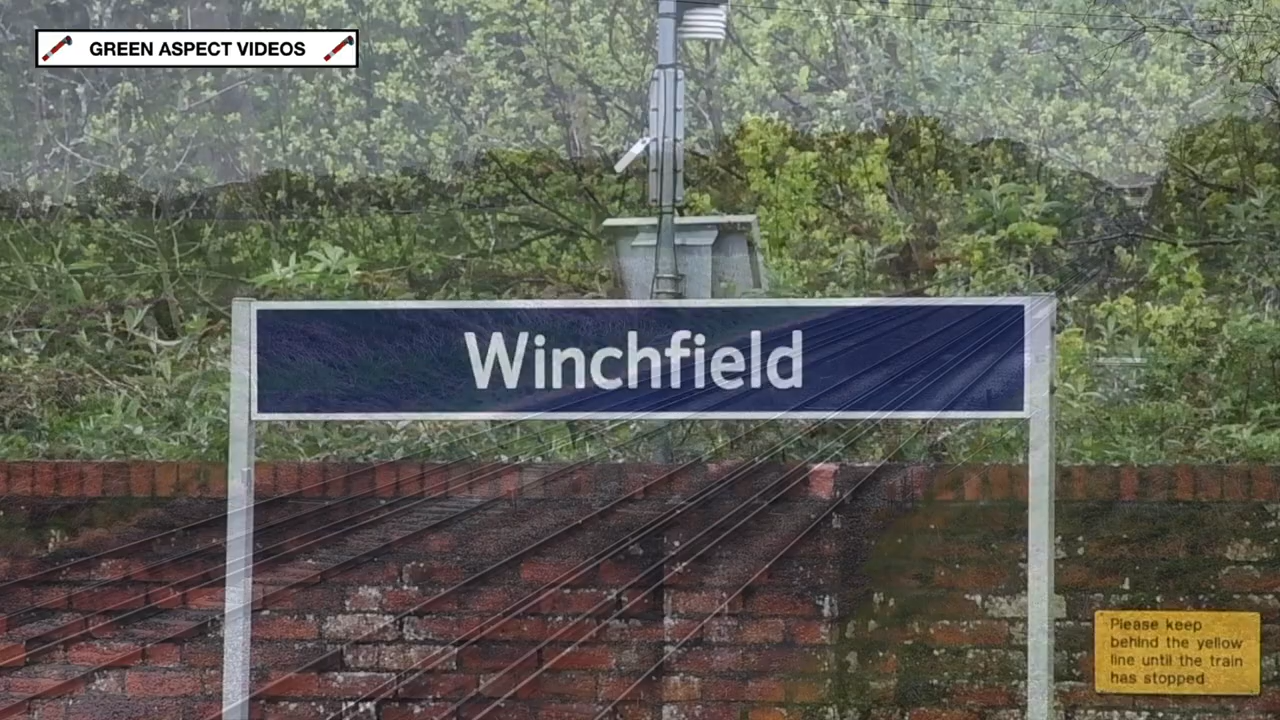 GREEN ASPECT VIDEOS
Winchfield
Please keep
behind the yellow
line until the train
has stopped